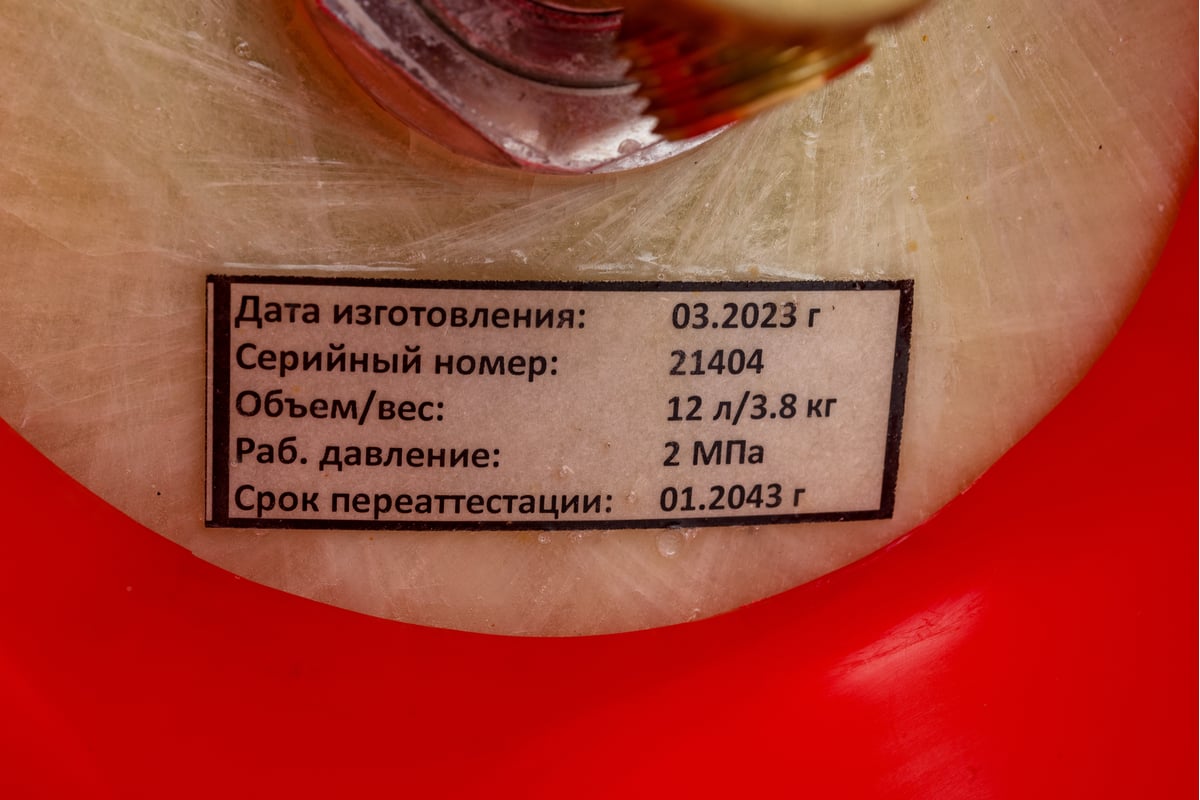 Дата изготовления: 03.2023 г
Серийный номер: 21404
Объем/вес: 12 л/3.8 кг
Раб. давление: 2 МПа
Срок переаттестации: 01.2043 г